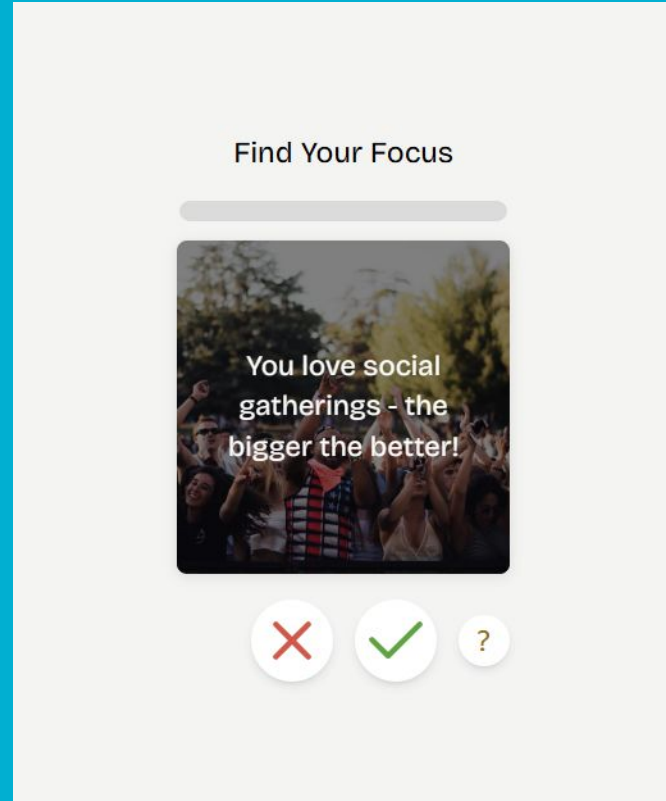 Find Your Focus
You love social
gatherings - the
bigger the better!
?